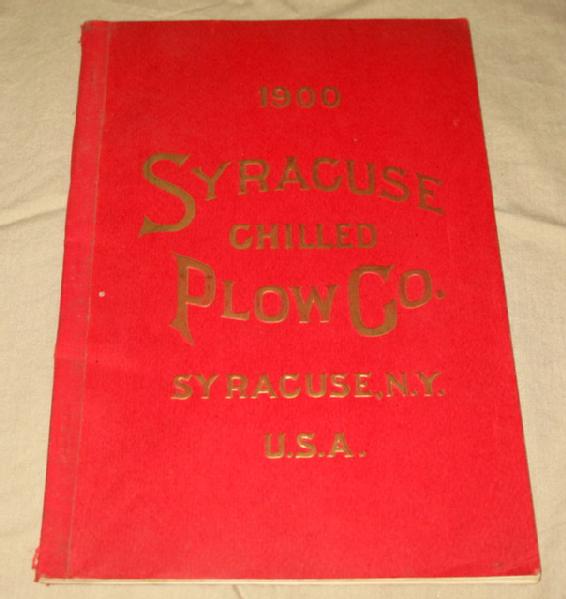 1900
SYRACUSE
CHILLED
PLOW CO.
SYRACUSE, N.Y.
U.S.A.